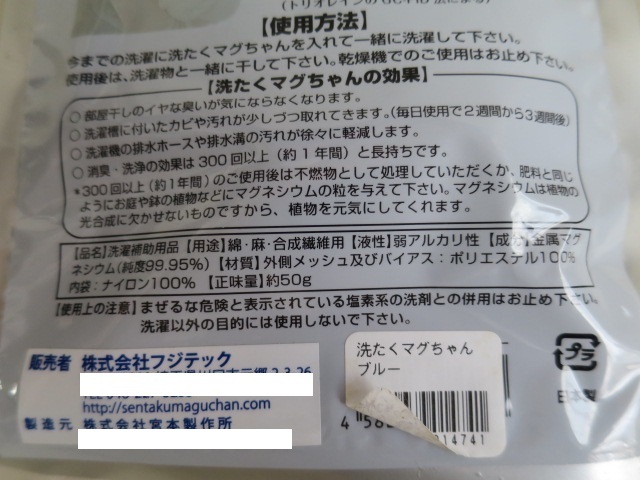 【使用方法】
今までの洗濯に洗たくマグちゃんを入れて一緒に洗濯して下さい。
使用後は、洗濯物と一緒に干して下さい。乾燥機でのご使用はお止め下さい。
【洗たくマグちゃんの効果】
○ 部屋干しのイヤな臭いが気にならなくなります。
○ 洗濯槽に付いたカビや汚れが少しづつ取れてきます。（毎日使用で2週間から3週間後）
○ 洗濯機の排水ホースや排水溝の汚れが徐々に軽減します。
○ 消臭・洗浄の効果は300回以上（約1年間）と長持ちです。
*300回以上（約1年間）のご使用後は不燃物として処理していただくか、肥料と同じ
ようにお庭や鉢の植物などにマグネシウムの粒を与えて下さい。マグネシウムは植物の
光合成に欠かせないものですから、植物を元気にしてくれます。
【品名】洗濯補助用品【用途】綿・麻・合成繊維用【液性】弱アルカリ性【成分】金属マグ
ネシウム（純度99.95%）【材質】外側メッシュ及びバイアス：ポリエステル100%
内袋：ナイロン100%【正味量】約50g
【使用上の注意】まぜるな危険と表示されている塩素系の洗剤との併用はお止め下さい。
洗濯以外の目的には使用しないで下さい。
販売者 株式会社フジテック
http://sentakumaguchan.com
製造元 株式会社宮本製作所
洗たくマグちゃん
ブルー
14741
プラ
日本製